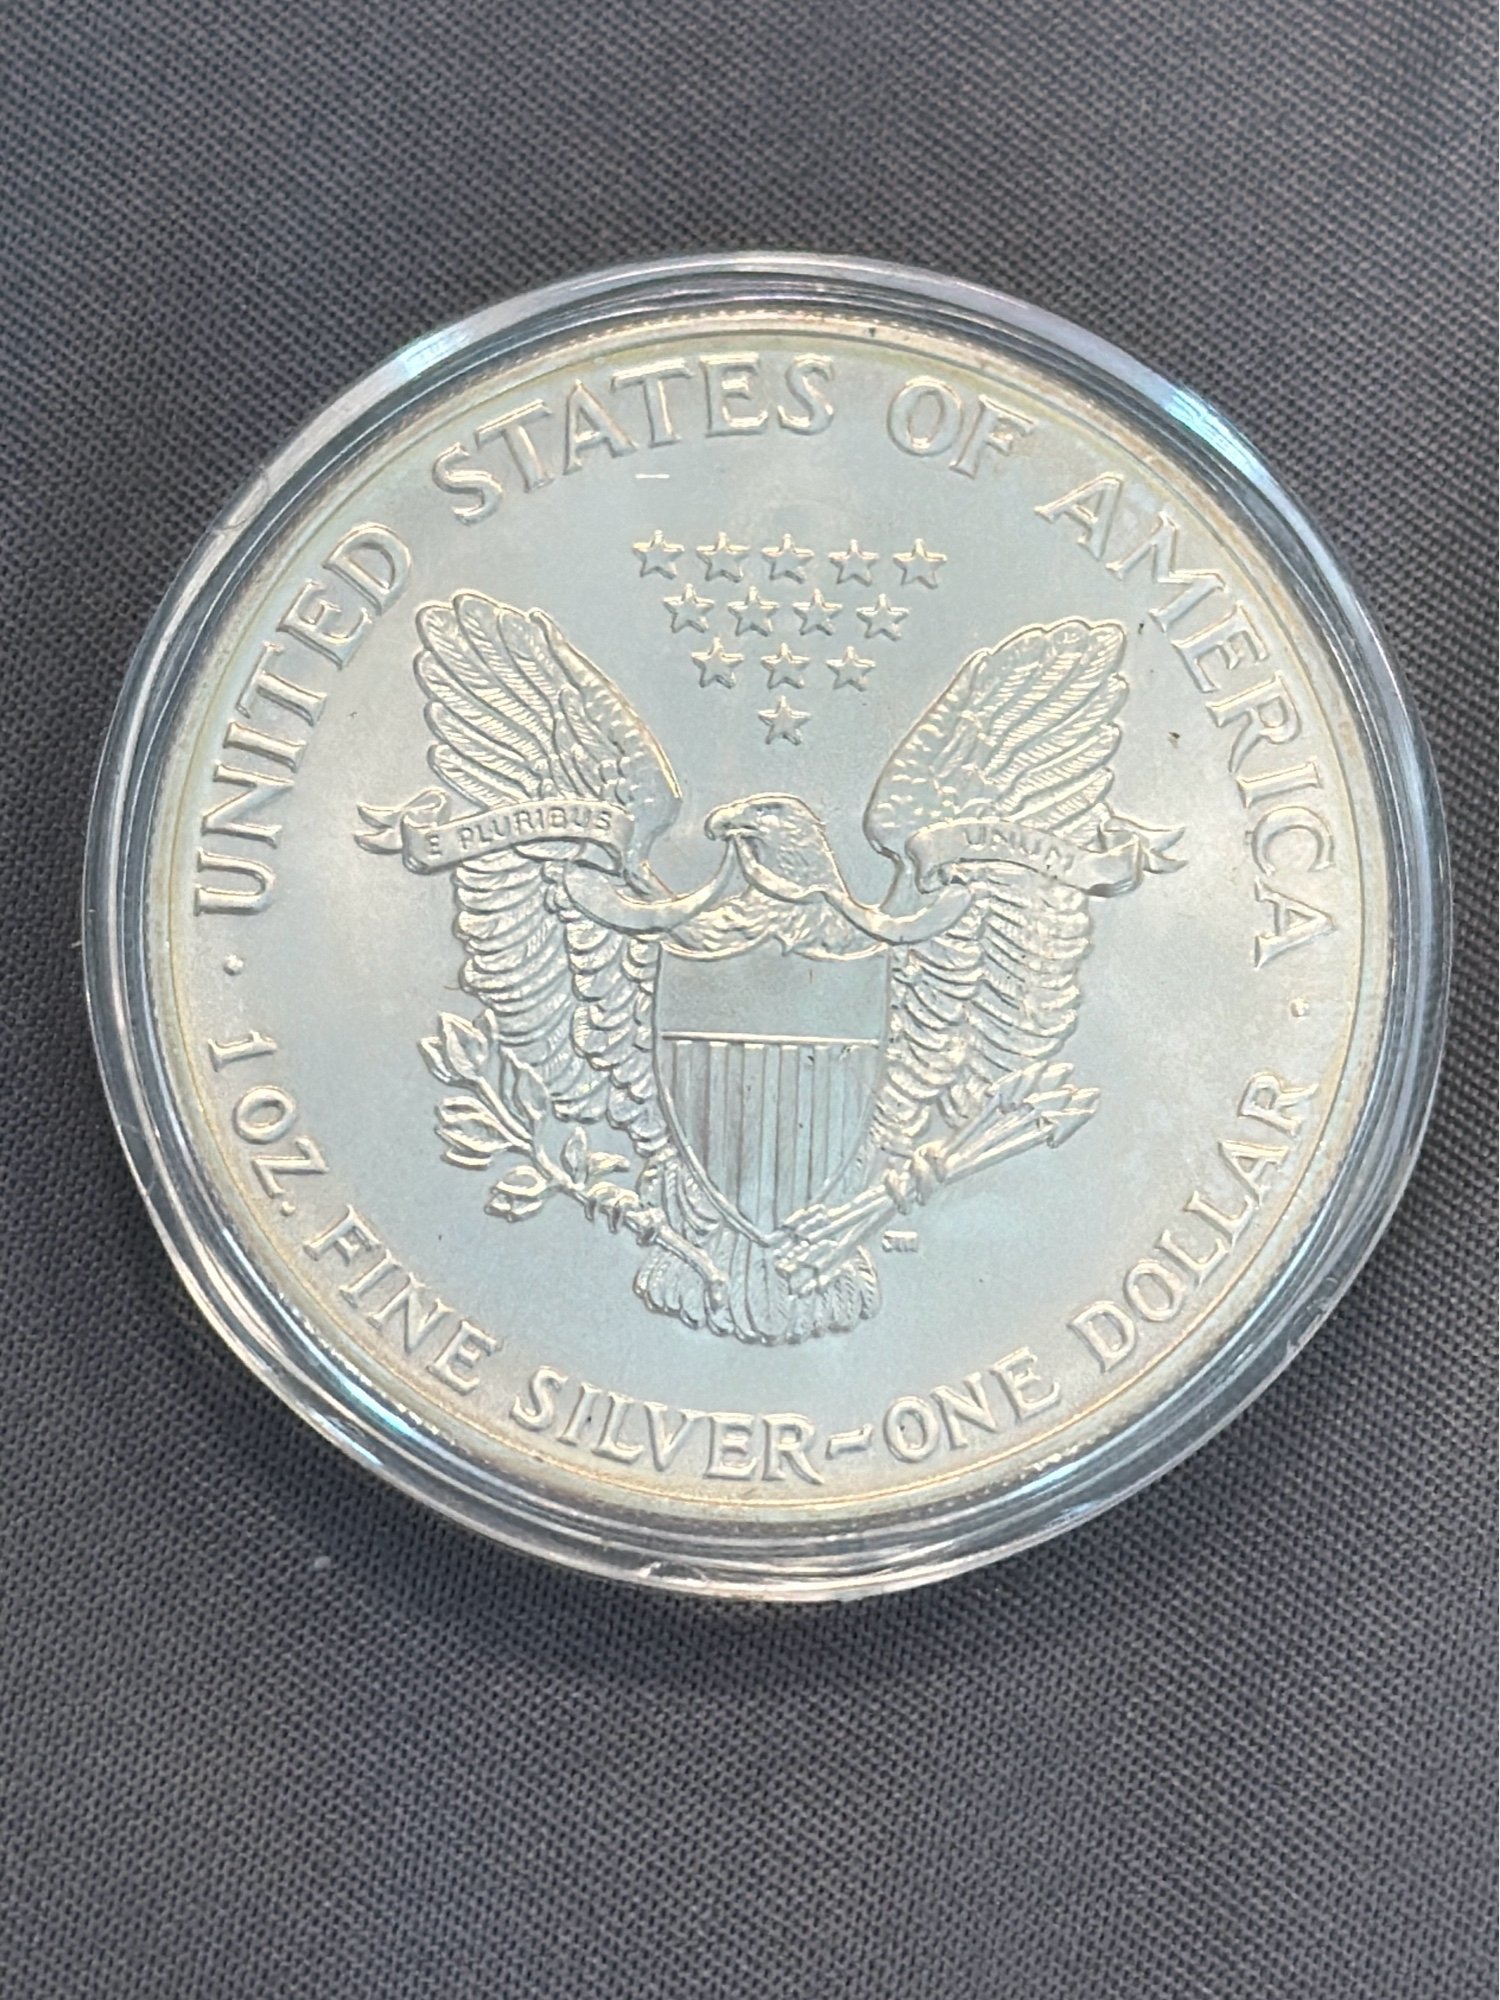 UNITED STATES OF AMERICA
E PLURIBUS UNUM
1 OZ. FINE SILVER~ONE DOLLAR